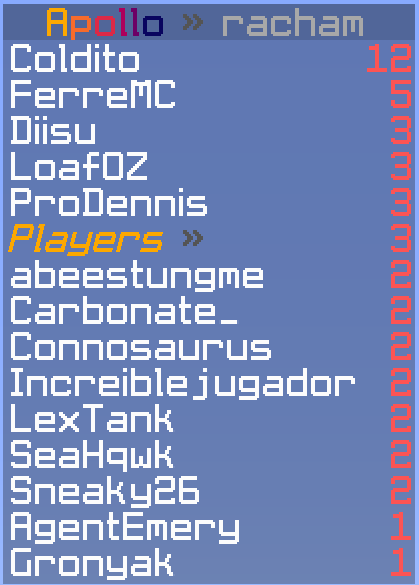 Apollo » racham
Coldito 12
FerreMC 5
Diisu 3
LoafOZ 3
ProDennis 3
Players » 3
abeestungme 2
Carbonate_ 2
Connosaurus 2
Increiblejugador 2
LexTank 2
SeaHqwk 2
Sneaky26 2
AgentEmery 1
Gronyak 1